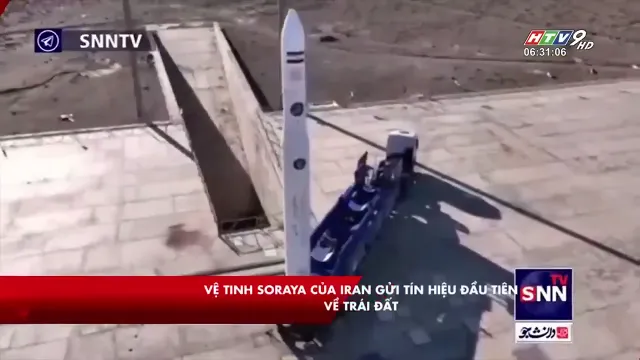 SNNTV
HTV9 HD
06:31:06
VỆ TINH SORAYA CỦA IRAN GỬI TÍN HIỆU ĐẦU TIÊN
VỀ TRÁI ĐẤT
SNN TV
دانشجو